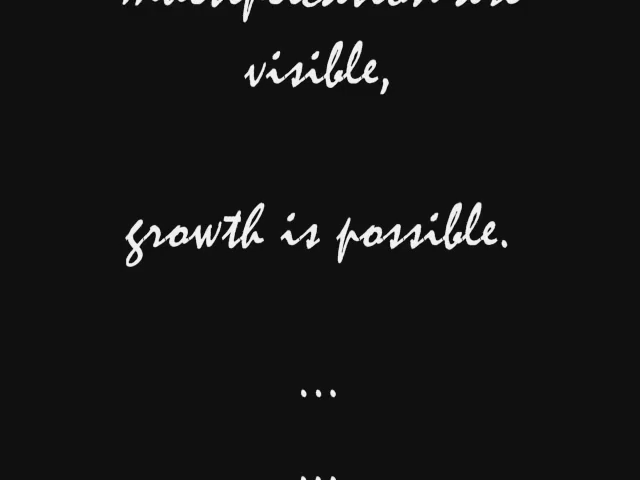 visible,
growth is possible.
...
...